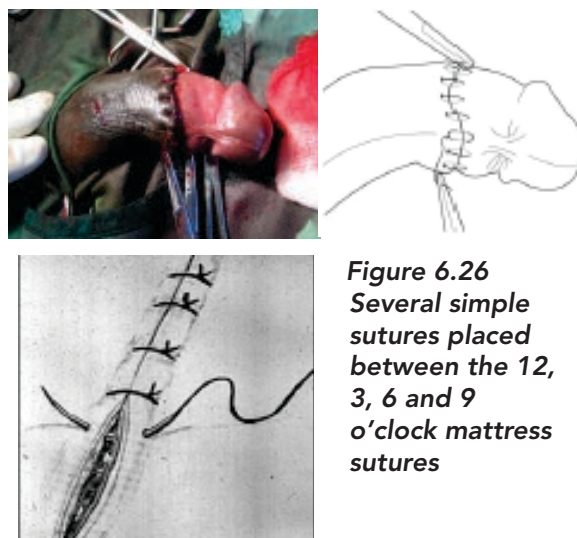 Figure 6.26
Several simple
sutures placed
between the 12,
3, 6 and 9
o’clock mattress
sutures